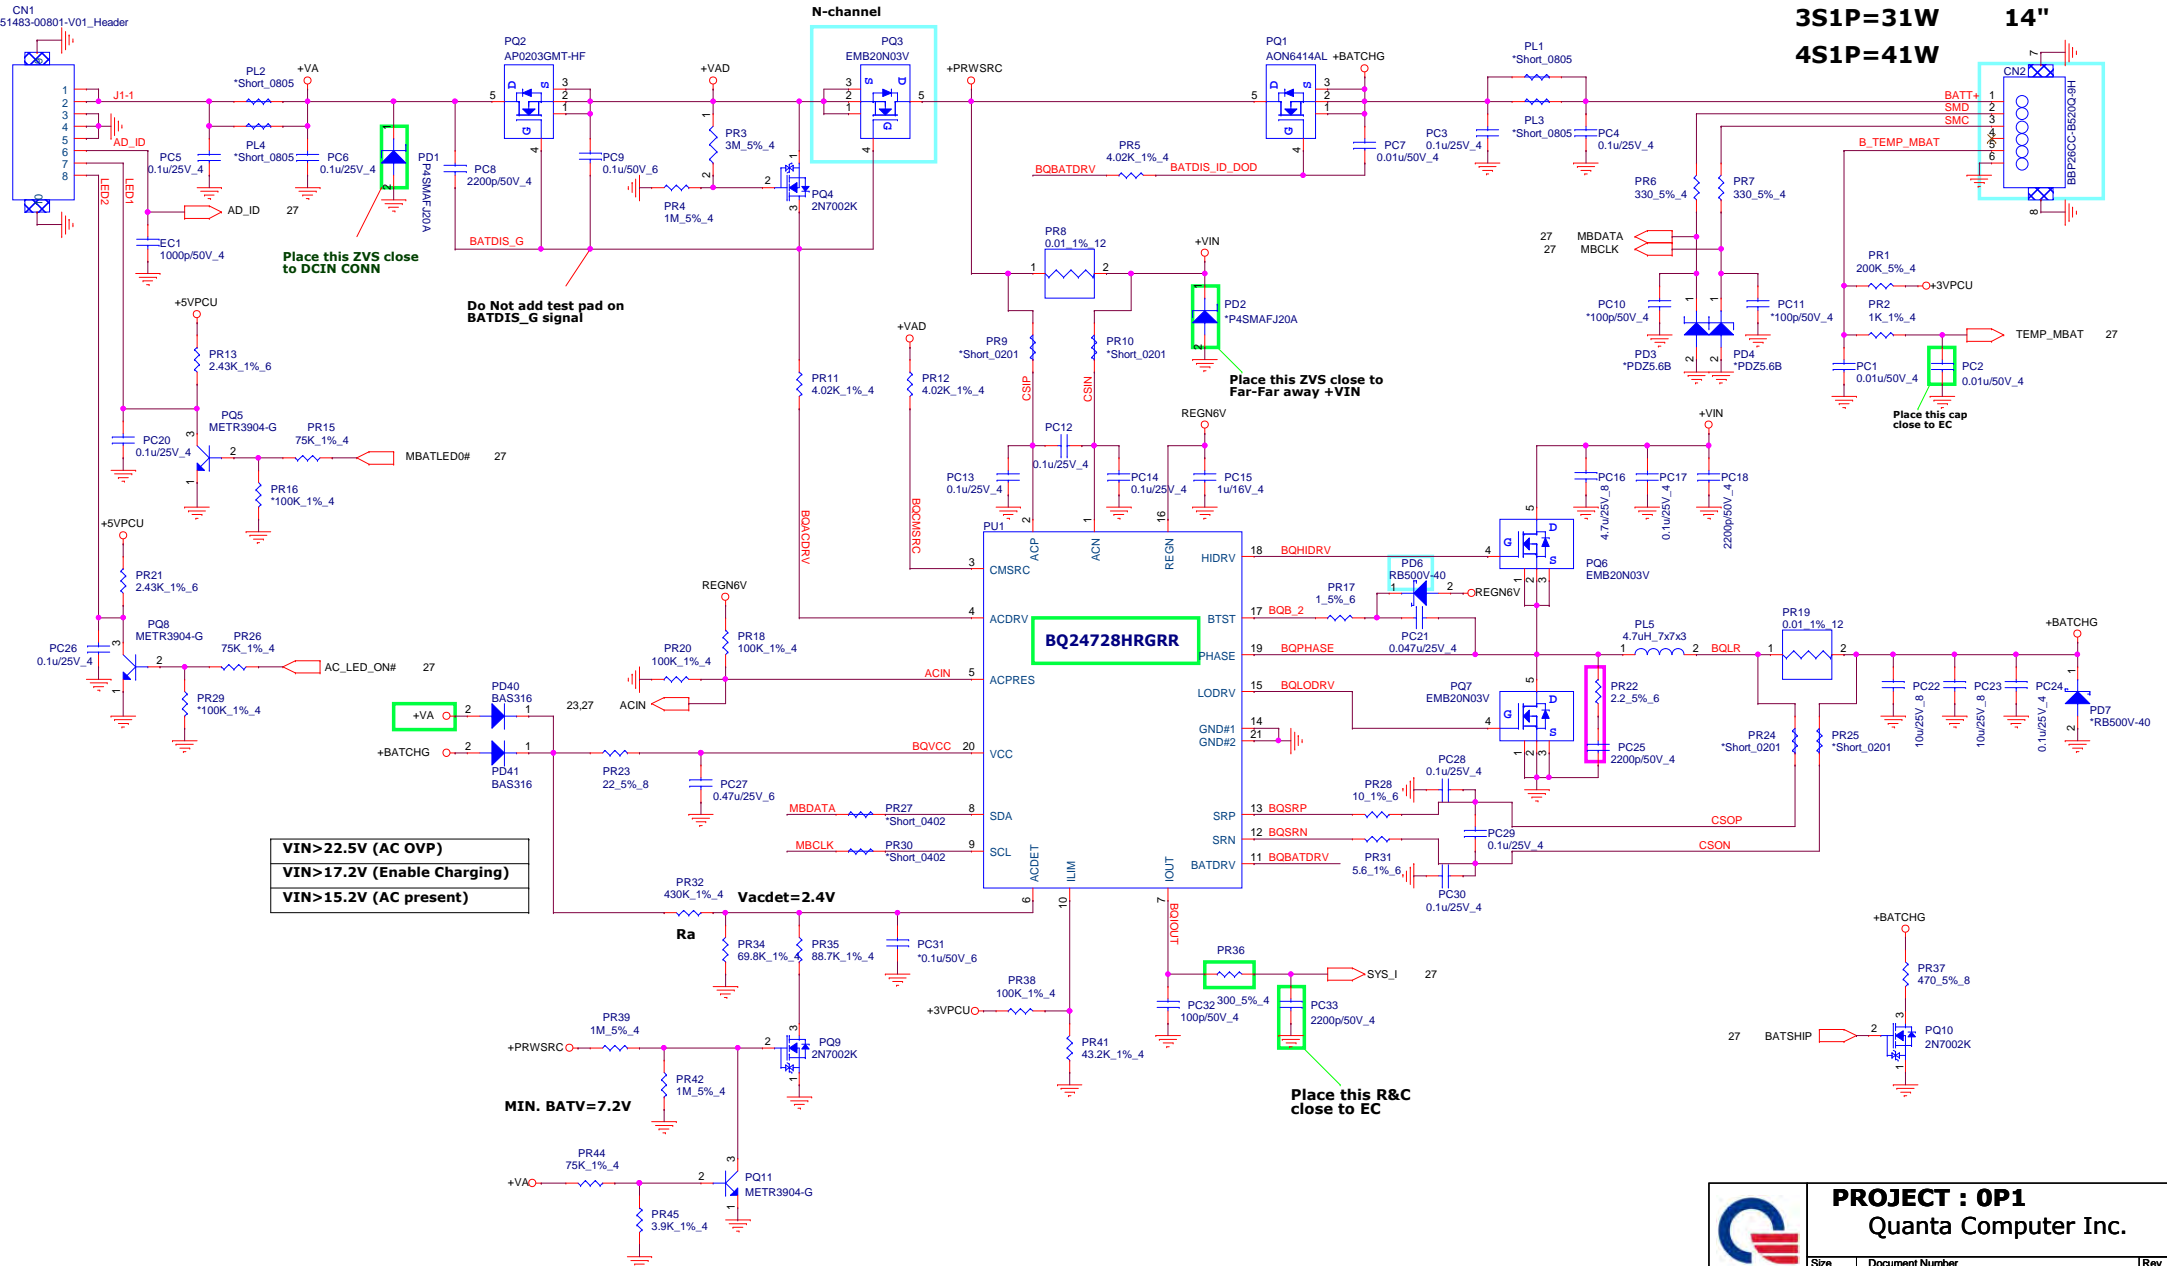 CN1
51483-00801-V01_Header
N-channel
3S1P=31W 14"
4S1P=41W
PQ2
AP0203GMT-HF
PQ3
EMB20N03V
PQ1
AON6414AL
+BATCHG
PL1
*Short_0805
+VA
+VAD
+PRWSRC
PL2
*Short_0805
J1-1
AD_ID
PL4
*Short_0805
PL3
*Short_0805
CN2
BBP26CC-B520Q-9H
BATT+
SMD
SMC
B_TEMP_MBAT
PC5
0.1u/25V_4
PC6
0.1u/25V_4
PD1
P4SMAFJ20A
PC8
2200p/50V_4
PC9
0.1u/50V_6
PR3
3M_5%_4
PR4
1M_5%_4
PQ4
2N7002K
PR5
4.02K_1%_4
BQBATDRV
BATDIS_ID_DOD
PC7
0.01u/50V_4
PC3
0.1u/25V_4
PC4
0.1u/25V_4
PR6
330_5%_4
PR7
330_5%_4
LED2
LED1
AD_ID 27
EC1
1000p/50V_4
Place this ZVS close
to DCIN CONN
BATDIS_G
Do Not add test pad on
BATDIS_G signal
PR8
0.01_1%_12
+VIN
PD2
*P4SMAFJ20A
Place this ZVS close to
Far-Far away +VIN
27 MBDATA
27 MBCLK
PC10
*100p/50V_4
PC11
*100p/50V_4
PD3
*PDZ5.6B
PD4
*PDZ5.6B
PR1
200K_5%_4
+3VPCU
PR2
1K_1%_4
TEMP_MBAT 27
PC1
0.01u/50V_4
PC2
0.01u/50V_4
Place this cap
close to EC
+5VPCU
PR13
2.43K_1%_6
PQ5
METR3904-G
PC20
0.1u/25V_4
PR15
75K_1%_4
MBATLED0# 27
PR16
*100K_1%_4
+VAD
PR11
4.02K_1%_4
PR12
4.02K_1%_4
PR9
*Short_0201
PR10
*Short_0201
CSIP
CSIN
REGN6V
PC12
0.1u/25V_4
PC13
0.1u/25V_4
PC14
0.1u/25V_4
PC15
1u/16V_4
+VIN
PC16
4.7u/25V_8
PC17
0.1u/25V_4
PC18
2200p/50V_4
BQACDRV
BQCMSRC
+5VPCU
PR21
2.43K_1%_6
PQ8
METR3904-G
PC26
0.1u/25V_4
PR26
75K_1%_4
AC_LED_ON# 27
PR29
*100K_1%_4
PU1
BQ24728HRGRR
ACP
ACN
REGN
CMSRC
ACDRV
ACPRES
VCC
SDA
SCL
ACDET
ILIM
IOUT
HIDRV
BTST
PHASE
LODRV
GND#1
GND#2
SRP
SRN
BATDRV
REGN6V
PR20
100K_1%_4
PR18
100K_1%_4
ACIN
23,27 ACIN
PD40
BAS316
+VA
+BATCHG
PD41
BAS316
PR23
22_5%_8
BQVCC
PC27
0.47u/25V_6
MBDATA
PR27
*Short_0402
MBCLK
PR30
*Short_0402
BQHIDRV
PQ6
EMB20N03V
PD6
RB500V-40
REGN6V
BQB_2
PR17
1_5%_6
PC21
0.047u/25V_4
BQPHASE
BQLODRV
PQ7
EMB20N03V
PR22
2.2_5%_6
PC25
2200p/50V_4
PL5
4.7uH_7x7x3
BQLR
PR19
0.01_1%_12
+BATCHG
PR24
*Short_0201
PR25
*Short_0201
PC22
10u/25V_8
PC23
10u/25V_8
PC24
0.1u/25V_4
PD7
*RB500V-40
PC28
0.1u/25V_4
PR28
10_1%_6
BQSRP
BQSRN
BQBATDRV
PC29
0.1u/25V_4
PR31
5.6_1%_6
PC30
0.1u/25V_4
CSOP
CSON
VIN>22.5V (AC OVP)
VIN>17.2V (Enable Charging)
VIN>15.2V (AC present)
PR32
430K_1%_4
Ra
Vacdet=2.4V
PR34
69.8K_1%_4
PR35
88.7K_1%_4
PC31
*0.1u/50V_6
BQIOUT
PR36
300_5%_4
SYS_I 27
PC32
100p/50V_4
PC33
2200p/50V_4
Place this R&C
close to EC
PR38
100K_1%_4
+3VPCU
PR41
43.2K_1%_4
PR39
1M_5%_4
+PRWSRC
PQ9
2N7002K
PR42
1M_5%_4
MIN. BATV=7.2V
PR44
75K_1%_4
+VA
PQ11
METR3904-G
PR45
3.9K_1%_4
+BATCHG
PR37
470_5%_8
27 BATSHIP
PQ10
2N7002K
PROJECT : 0P1
Quanta Computer Inc.
Size Document Number Rev